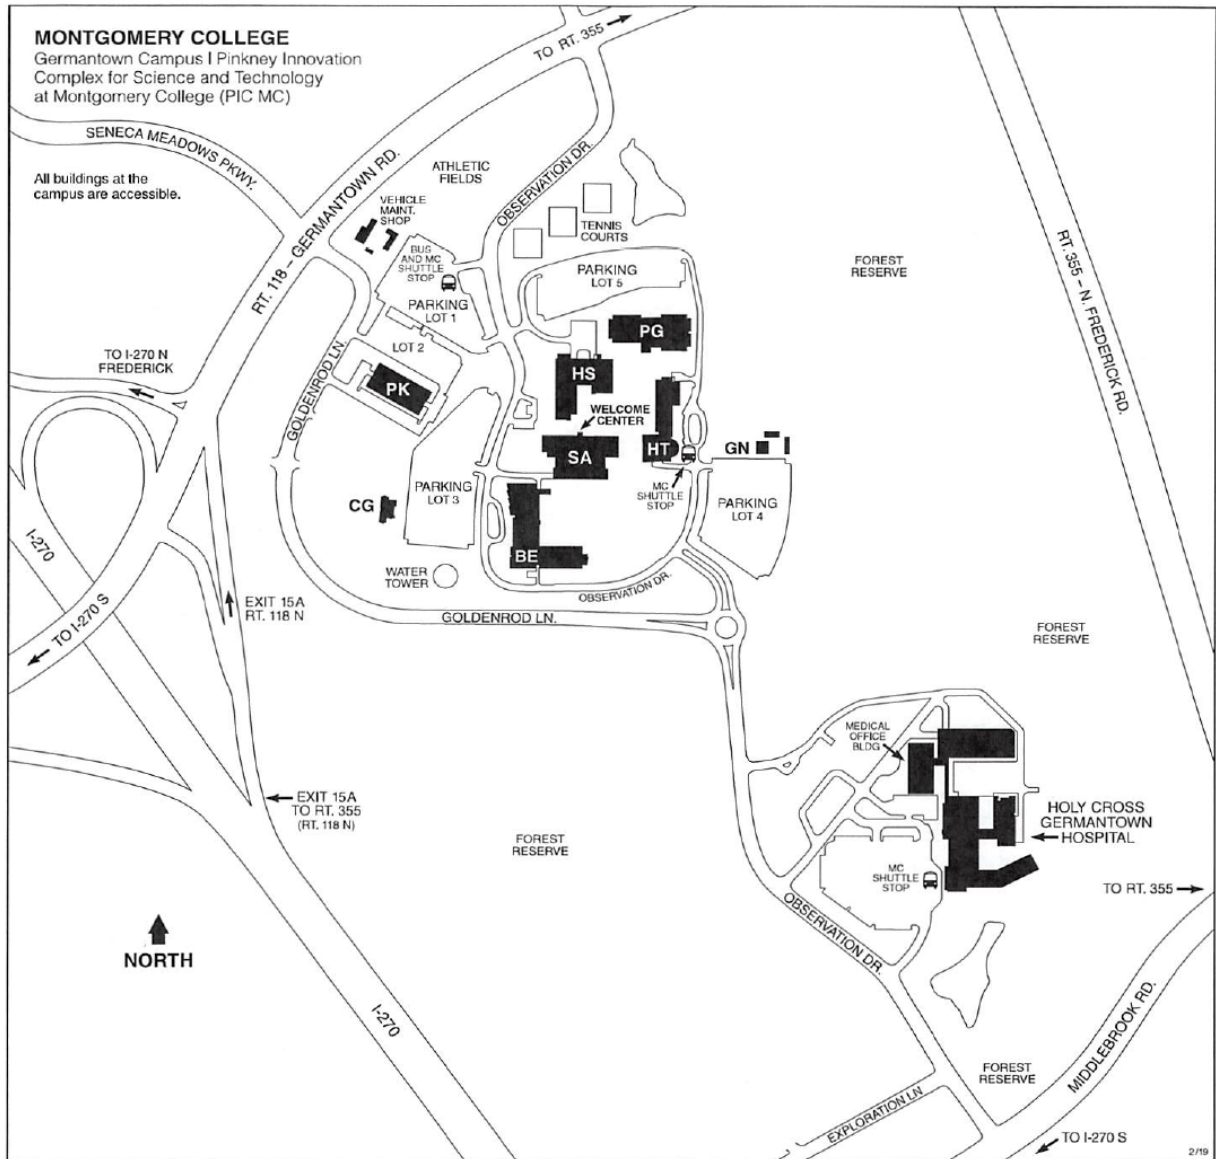 MONTGOMERY COLLEGE
Germantown Campus | Pinkney Innovation
Complex for Science and Technology
at Montgomery College (PIC MC)
TO RT. 355
SENECA MEADOWS PKWY.
All buildings at the
campus are accessible.
RT. 118 – GERMANTOWN RD.
ATHLETIC
FIELDS
OBSERVATION DR.
VEHICLE
MAINT.
SHOP
TENNIS
COURTS
BUS
AND MC
SHUTTLE
STOP
PARKING
LOT 1
PARKING
LOT 5
FOREST
RESERVE
RT. 355 – N. FREDERICK RD.
TO I-270 N
FREDERICK
GOLDENROD LN.
LOT 2
PK
PG
HS
WELCOME
CENTER
SA
HT
GN
MC
SHUTTLE
STOP
PARKING
LOT 3
PARKING
LOT 4
CG
BE
WATER
TOWER
OBSERVATION DR.
GOLDENROD LN.
I-270
TO I-270 S
EXIT 15A
RT. 118 N
FOREST
RESERVE
MEDICAL
OFFICE
BLDG
EXIT 15A
TO RT. 355
(RT. 118 N)
HOLY CROSS
GERMANTOWN
HOSPITAL
FOREST
RESERVE
MC
SHUTTLE
STOP
TO RT. 355
OBSERVATION DR.
NORTH
I-270
MIDDLEBROOK RD.
FOREST
RESERVE
EXPLORATION LN
TO I-270 S
2/19